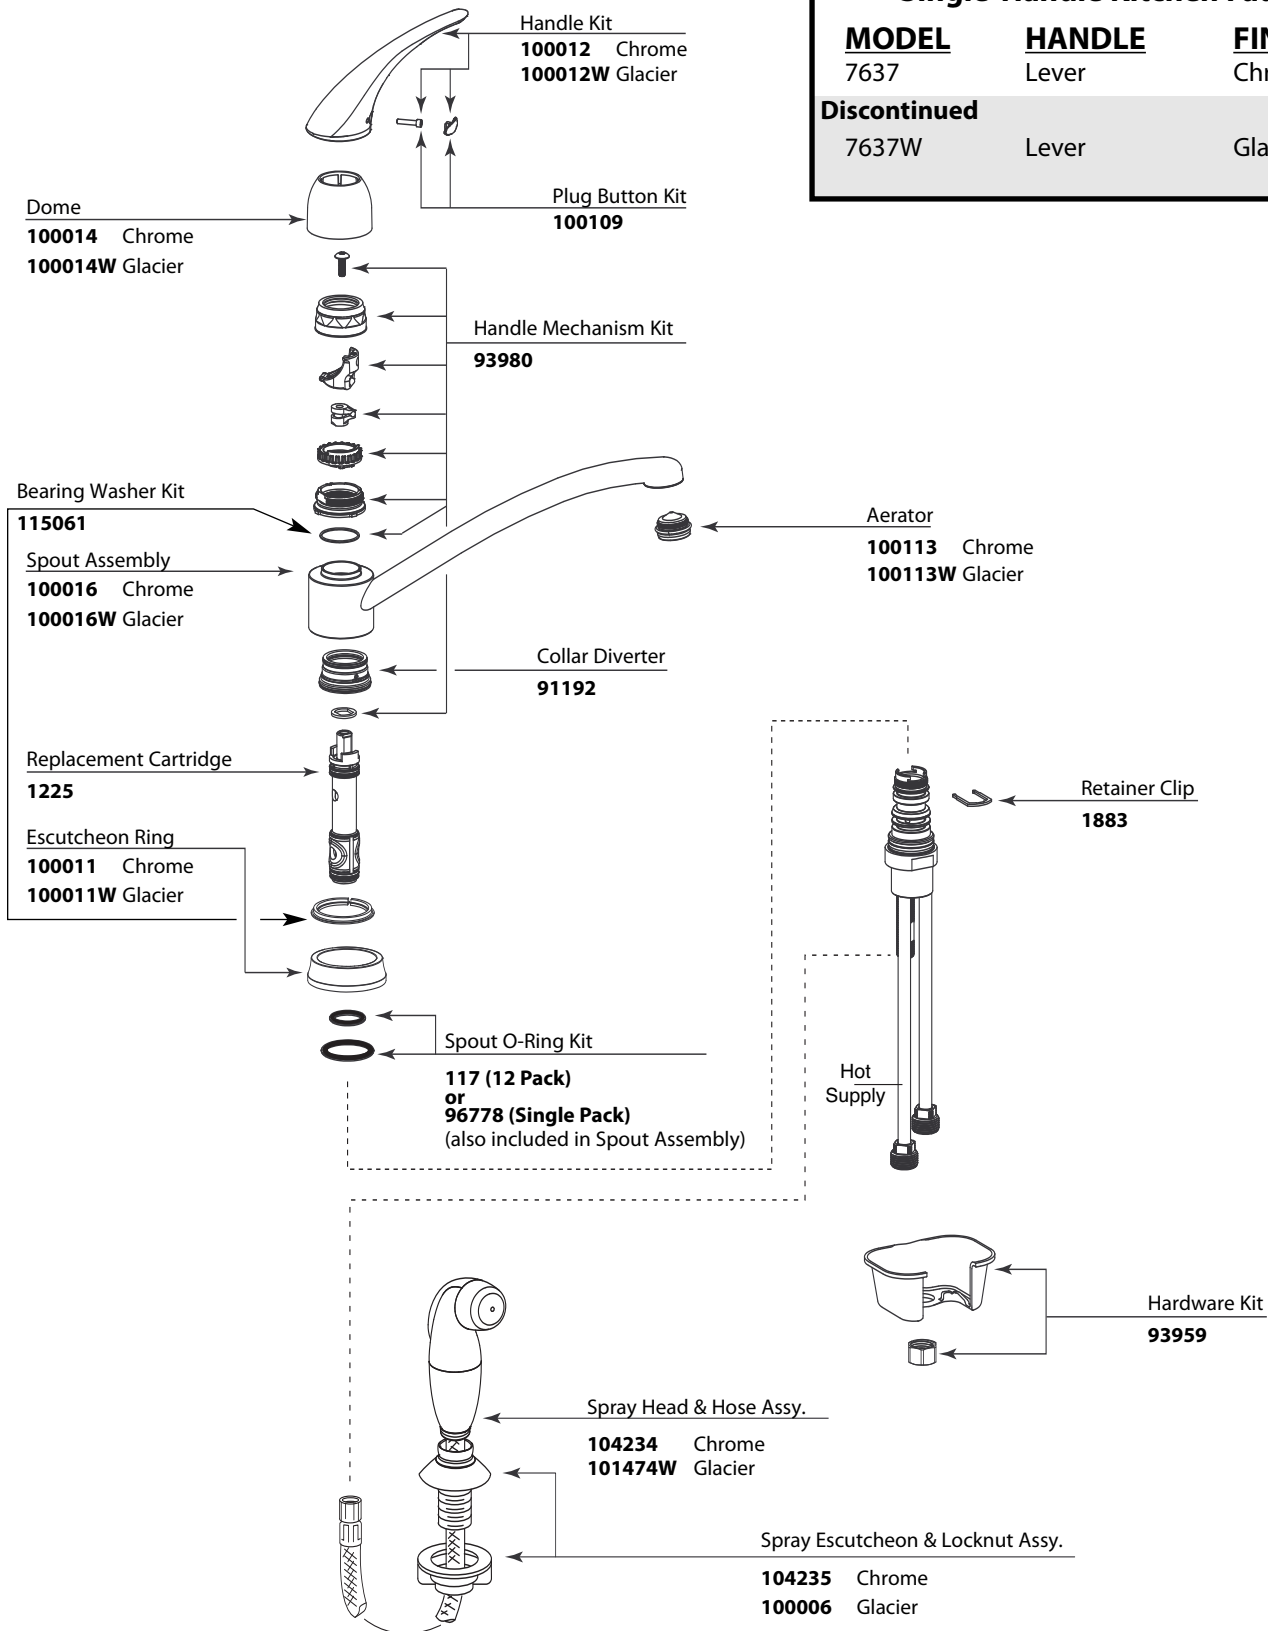 Handle Kit
100012 Chrome
100012W Glacier
MODEL HANDLE
7637 Lever
Discontinued
7637W Lever
Plug Button Kit
100109
Dome
100014 Chrome
100014W Glacier
Handle Mechanism Kit
93980
Bearing Washer Kit
115061
Spout Assembly
100016 Chrome
100016W Glacier
Aerator
100113 Chrome
100113W Glacier
Collar Diverter
91192
Replacement Cartridge
1225
Escutcheon Ring
100011 Chrome
100011W Glacier
Retainer Clip
1883
Spout O-Ring Kit
117 (12 Pack)
or
96778 (Single Pack)
(also included in Spout Assembly)
Hot
Supply
Hardware Kit
93959
Spray Head & Hose Assy.
104234 Chrome
101474W Glacier
Spray Escutcheon & Locknut Assy.
104235 Chrome
100006 Glacier